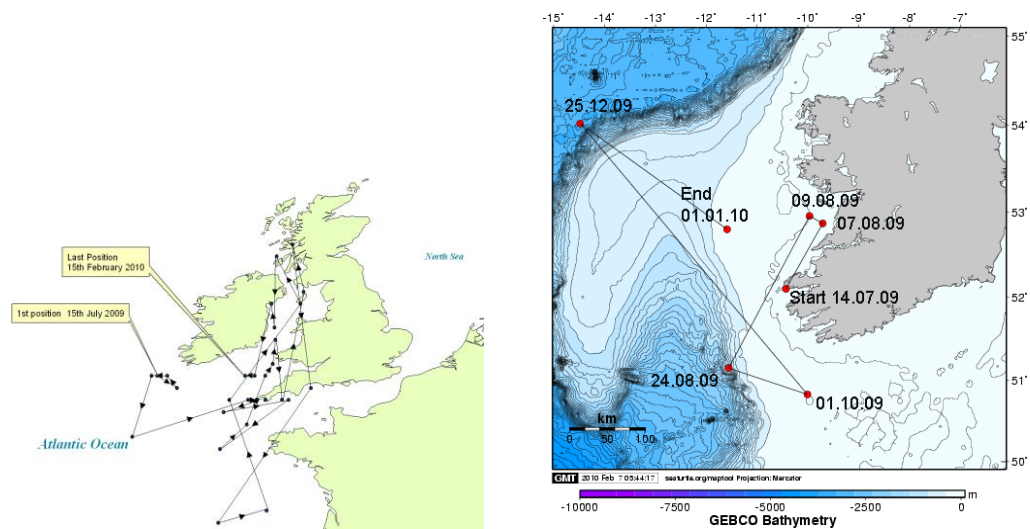 Last Position
15th February 2010
1st position 15th July 2009
North Sea
Atlantic Ocean
-15° -14° -13° -12° -11° -10° -9° -8° -7°
55°
25.12.09
54°
End
01.01.10
09.08.09
53°
07.08.09
Start 14.07.09
52°
24.08.09
51°
01.10.09
km
0 50 100
50°
GMT 2010 Feb 7 05:44:17 seaturtle.org/maptool Projection: Mercator
-10000 -7500 -5000 -2500 0 m
GEBCO Bathymetry